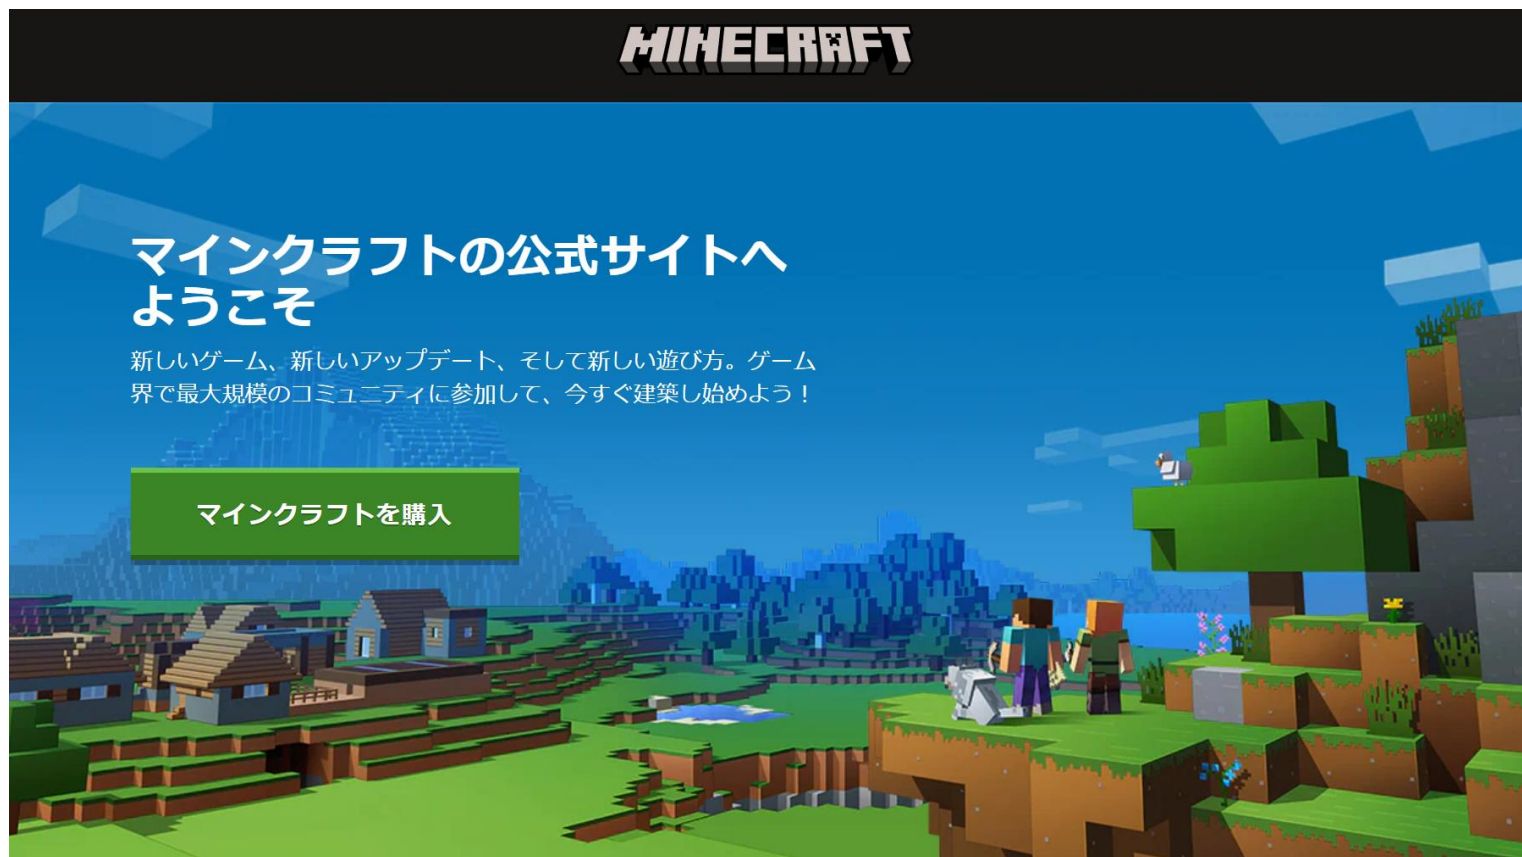 MINECRAFT
マインクラフトの公式サイトへ
ようこそ
新しいゲーム、新しいアップデート、そして新しい遊び方。ゲーム
界で最大規模のコミュニティに参加して、今すぐ建築し始めよう！
マインクラフトを購入